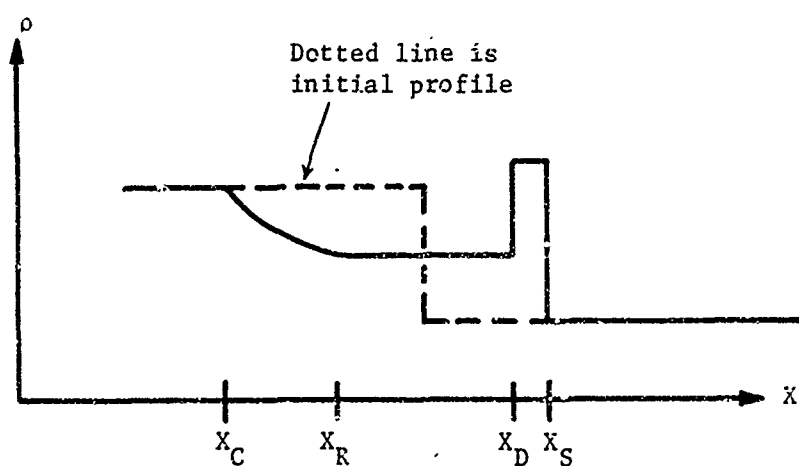 ρ
Dotted line is
initial profile
X
X_C X_R X_D X_S